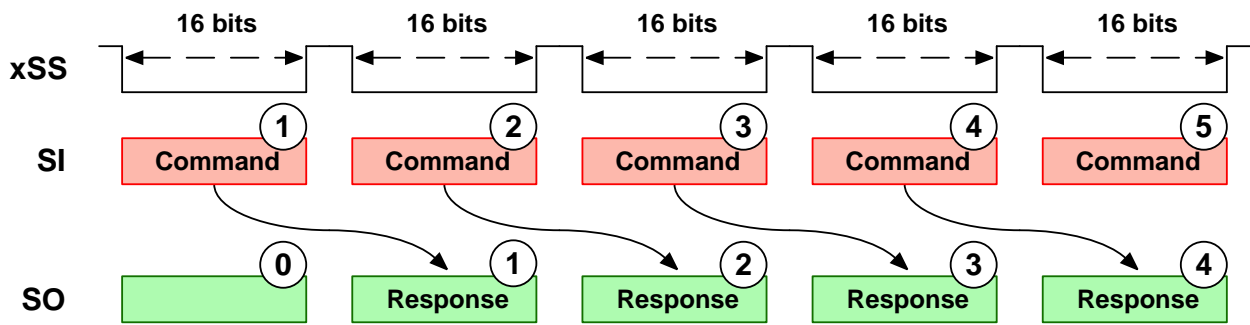 16 bits 16 bits 16 bits 16 bits 16 bits
xSS
1 2 3 4 5
SI Command Command Command Command Command
0 1 2 3 4
SO Response Response Response Response